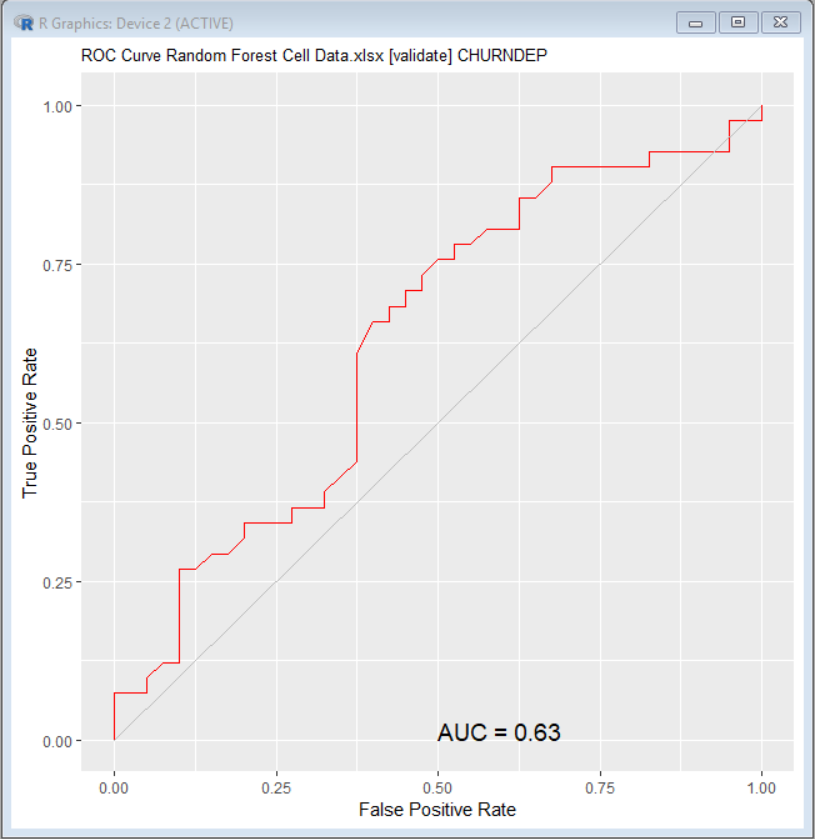 R Graphics: Device 2 (ACTIVE)
ROC Curve Random Forest Cell Data.xlsx [validate] CHURNDEP
1.00
0.75
True Positive Rate
0.50
0.25
0.00
AUC = 0.63
0.00 0.25 0.50 0.75 1.00
False Positive Rate